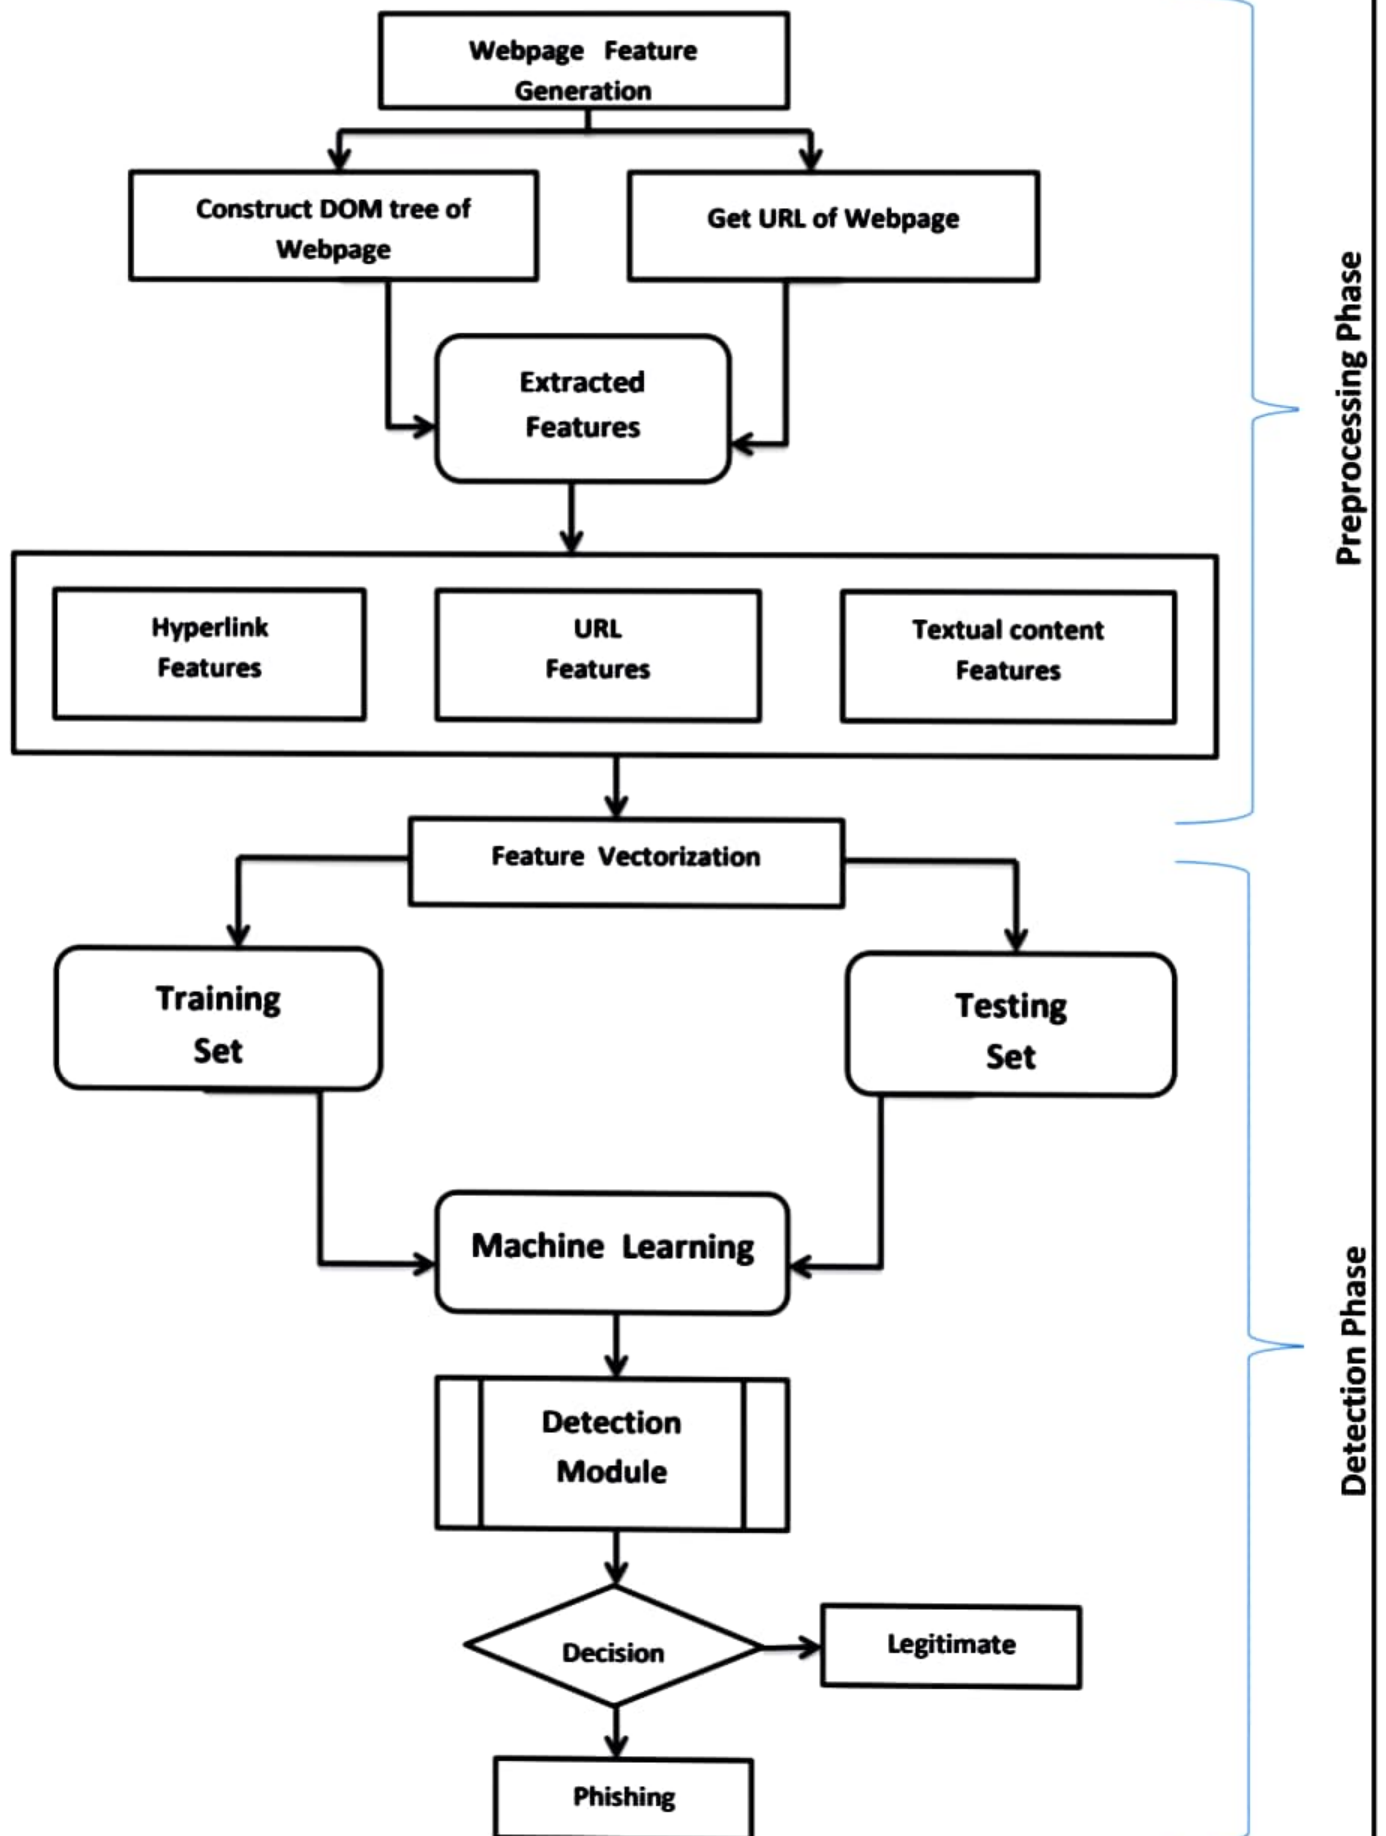 Webpage Feature
Generation
Construct DOM tree of
Webpage
Get URL of Webpage
Extracted
Features
Preprocessing Phase
Hyperlink
Features
URL
Features
Textual content
Features
Feature Vectorization
Training
Set
Testing
Set
Machine Learning
Detection Phase
Detection
Module
Decision
Legitimate
Phishing